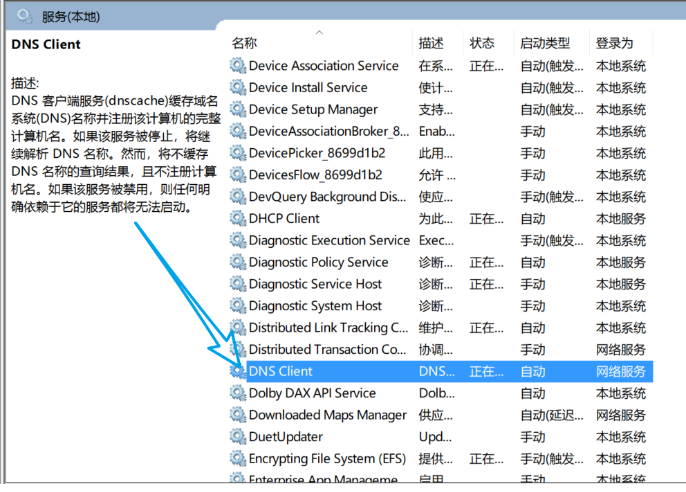 服务(本地)
DNS Client
描述:
DNS 客户端服务(dnscache)缓存域名
系统(DNS)名称并注册该计算机的完整
计算机名。如果该服务被停止，将继
续解析 DNS 名称。然而，将不缓存
DNS 名称的查询结果，且不注册计算
机名。如果该服务被禁用，则任何明
确依赖于它的服务都将无法启动。
名称 描述 状态 启动类型 登录为
Device Association Service 在系... 正在... 自动(触发... 本地系统
Device Install Service 使计... 手动(触发... 本地系统
Device Setup Manager 支持... 手动(触发... 本地系统
DeviceAssociationBroker_8... Enab... 手动 本地系统
DevicePicker_8699d1b2 此用... 手动 本地系统
DevicesFlow_8699d1b2 允许 ... 手动 本地系统
DevQuery Background Dis... 使应... 手动(触发... 本地系统
DHCP Client 为此... 正在... 自动 本地服务
Diagnostic Execution Service Exec... 手动(触发... 本地系统
Diagnostic Policy Service 诊断... 正在... 自动 本地服务
Diagnostic Service Host 诊断... 正在... 手动 本地服务
Diagnostic System Host 诊断... 手动 本地系统
Distributed Link Tracking C... 维护... 正在... 自动 本地系统
Distributed Transaction Co... 协调... 手动 网络服务
DNS Client DNS... 正在... 自动 网络服务
Dolby DAX API Service Dolb... 自动 本地系统
Downloaded Maps Manager 供应... 自动(延迟... 网络服务
DuetUpdater Upd... 手动 本地系统
Encrypting File System (EFS) 提供... 正在... 手动(触发... 本地系统
Enterprise App Manageme... 启用... 手动 本地系统